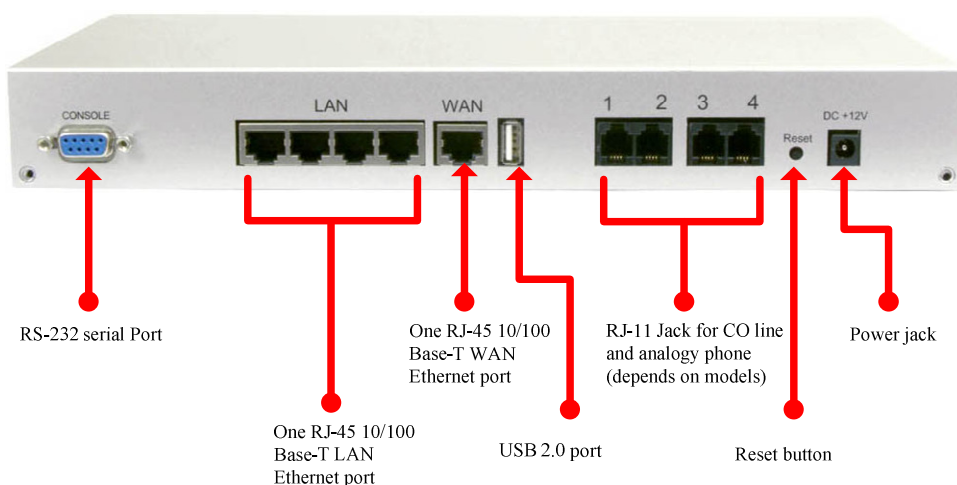 CONSOLE
LAN
WAN
1 2 3 4
Reset
DC +12V
RS-232 serial Port
One RJ-45 10/100
Base-T LAN
Ethernet port
One RJ-45 10/100
Base-T WAN
Ethernet port
USB 2.0 port
RJ-11 Jack for CO line
and analogy phone
(depends on models)
Reset button
Power jack